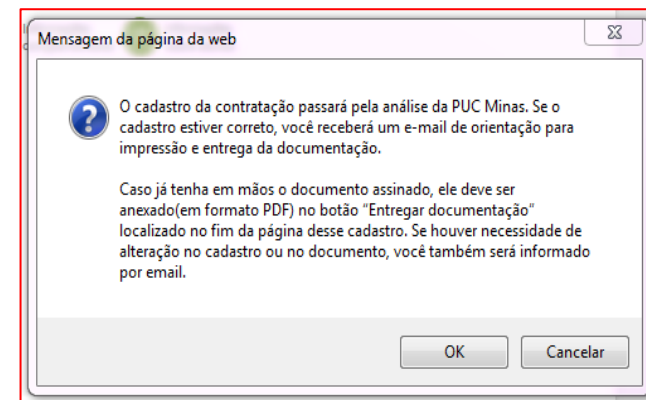 Mensagem da página da web
O cadastro da contratação passará pela análise da PUC Minas. Se o
cadastro estiver correto, você receberá um e-mail de orientação para
impressão e entrega da documentação.
Caso já tenha em mãos o documento assinado, ele deve ser
anexado(em formato PDF) no botão "Entregar documentação"
localizado no fim da página desse cadastro. Se houver necessidade de
alteração no cadastro ou no documento, você também será informado
por email.
OK Cancelar